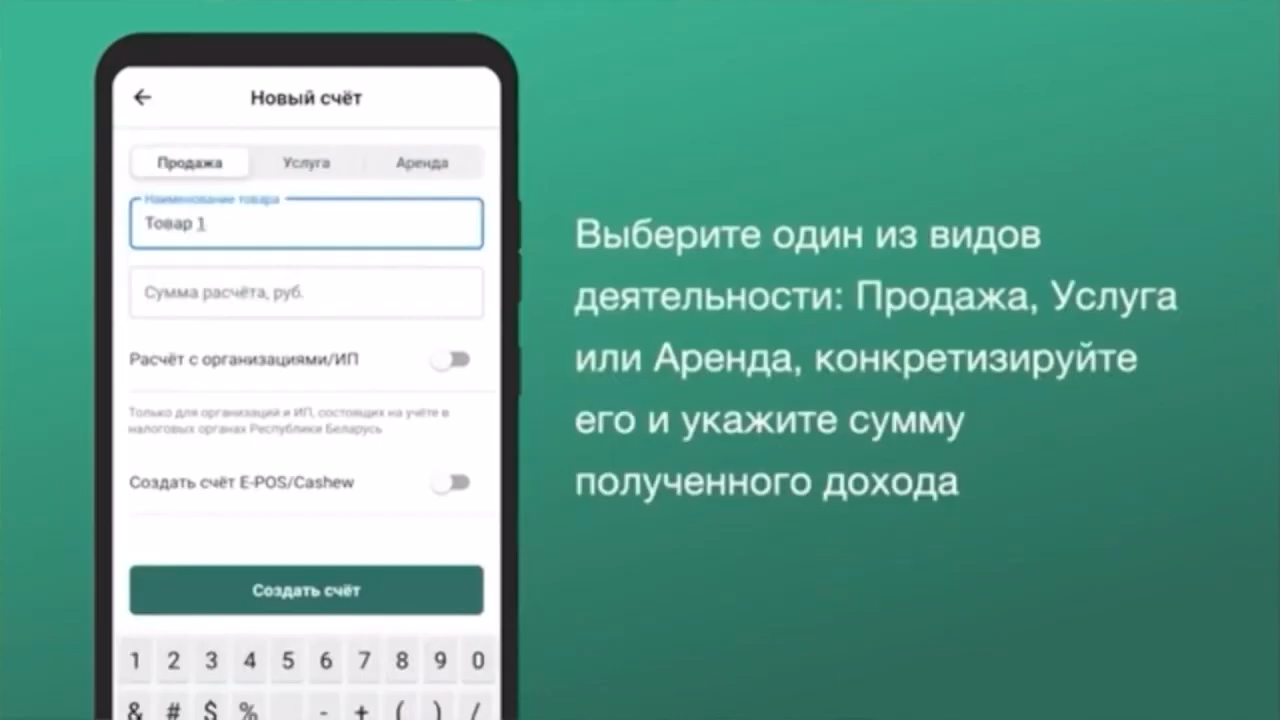 Новый счёт
Продажа Услуга Аренда
Наименование товара
Товар 1
Сумма расчёта, руб.
Расчёт с организациями/ИП
Только для организаций и ИП, состоящих на учёте в
налоговых органах Республики Беларусь
Создать счёт E-POS/Cashew
Создать счёт
1 2 3 4 5 6 7 8 9 0
& # $ % - + ( ) /
Выберите один из видов
деятельности: Продажа, Услуга
или Аренда, конкретизируйте
его и укажите сумму
полученного дохода